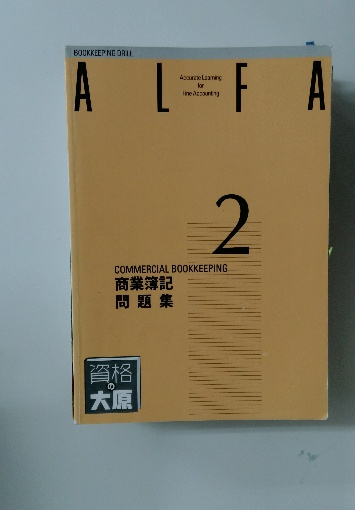 BOOKKEEPING DRILL
ALFA
Accurate Learning
for
Fine Accounting
2
COMMERCIAL BOOKKEEPING
商業簿記
問題集
資格
の
大原